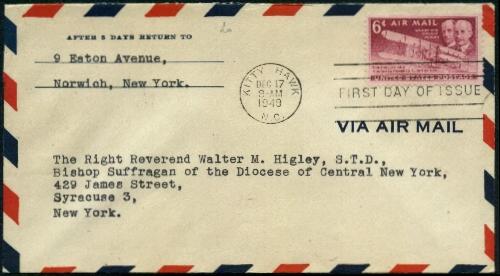 AFTER 5 DAYS RETURN TO
9 Eaton Avenue,
Norwich, New York.
6¢ AIR MAIL
UNITED STATES POSTAGE
KITTY HAWK
DEC 17
9-AM
1949
N.C.
FIRST DAY OF ISSUE
VIA AIR MAIL
The Right Reverend Walter M. Higley, S.T.D.,
Bishop Suffragan of the Diocese of Central New York,
429 James Street,
Syracuse 3,
New York.